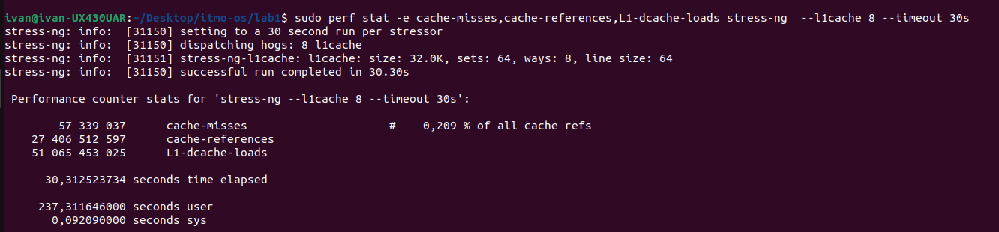 ivan@ivan-UX430UAR:~/Desktop/itmo-os/lab1$ sudo perf stat -e cache-misses,cache-references,L1-dcache-loads stress-ng  --l1cache 8 --timeout 30s
stress-ng: info:  [31150] setting to a 30 second run per stressor
stress-ng: info:  [31150] dispatching hogs: 8 l1cache
stress-ng: info:  [31151] stress-ng-l1cache: l1cache: size: 32.0K, sets: 64, ways: 8, line size: 64
stress-ng: info:  [31150] successful run completed in 30.30s
Performance counter stats for 'stress-ng --l1cache 8 --timeout 30s':
57 339 037      cache-misses                     #    0,209 % of all cache refs
27 406 512 597      cache-references
51 065 453 025      L1-dcache-loads
30,312523734 seconds time elapsed
237,311646000 seconds user
0,092090000 seconds sys